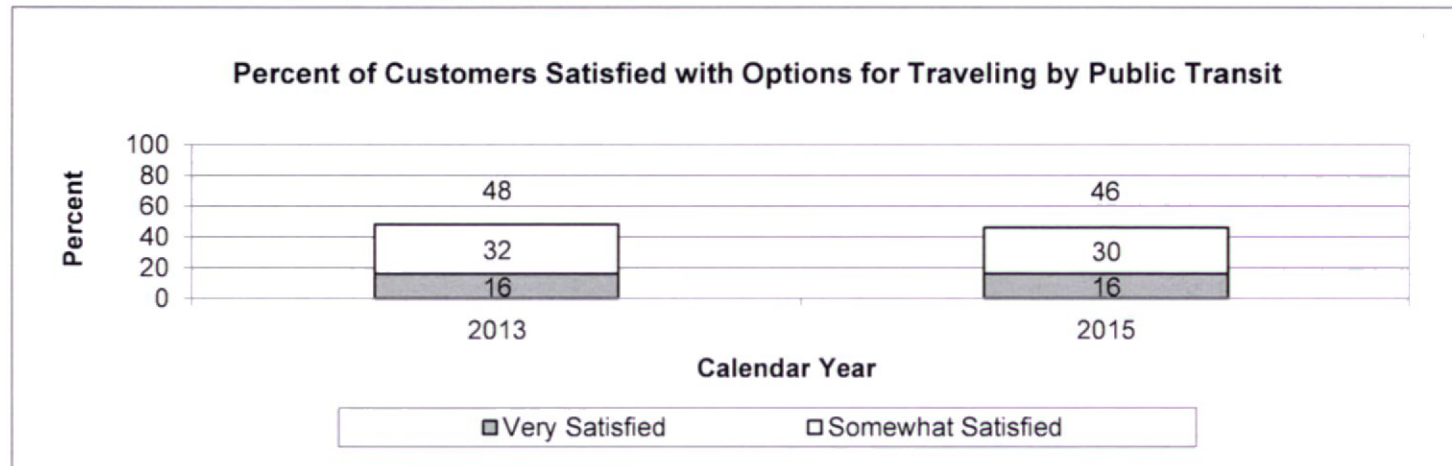 Percent of Customers Satisfied with Options for Traveling by Public Transit
Percent
100
80
60
40
20
0
48
32
16
46
30
16
2013
2015
Calendar Year
Very Satisfied
Somewhat Satisfied